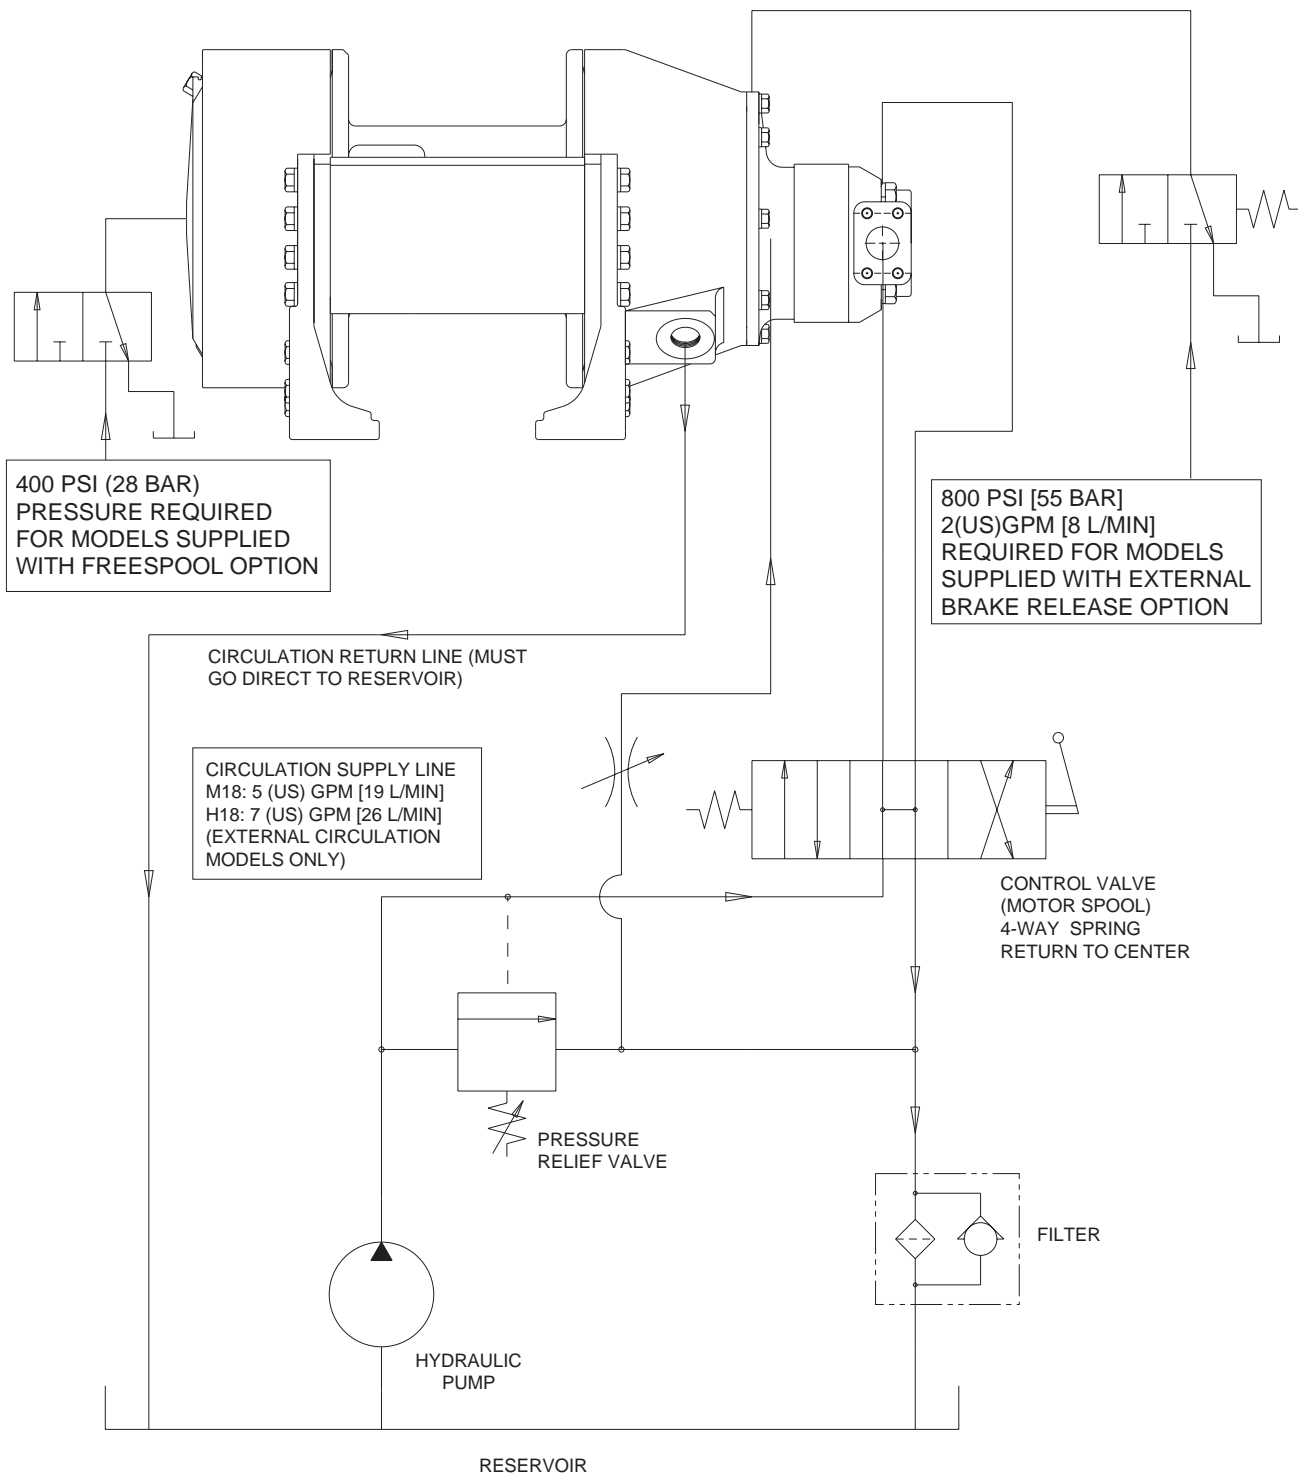 400 PSI (28 BAR)
PRESSURE REQUIRED
FOR MODELS SUPPLIED
WITH FREESPOOL OPTION
800 PSI [55 BAR]
2(US)GPM [8 L/MIN]
REQUIRED FOR MODELS
SUPPLIED WITH EXTERNAL
BRAKE RELEASE OPTION
CIRCULATION RETURN LINE (MUST
GO DIRECT TO RESERVOIR)
CIRCULATION SUPPLY LINE
M18: 5 (US) GPM [19 L/MIN]
H18: 7 (US) GPM [26 L/MIN]
(EXTERNAL CIRCULATION
MODELS ONLY)
CONTROL VALVE
(MOTOR SPOOL)
4-WAY SPRING
RETURN TO CENTER
PRESSURE
RELIEF VALVE
FILTER
HYDRAULIC
PUMP
RESERVOIR